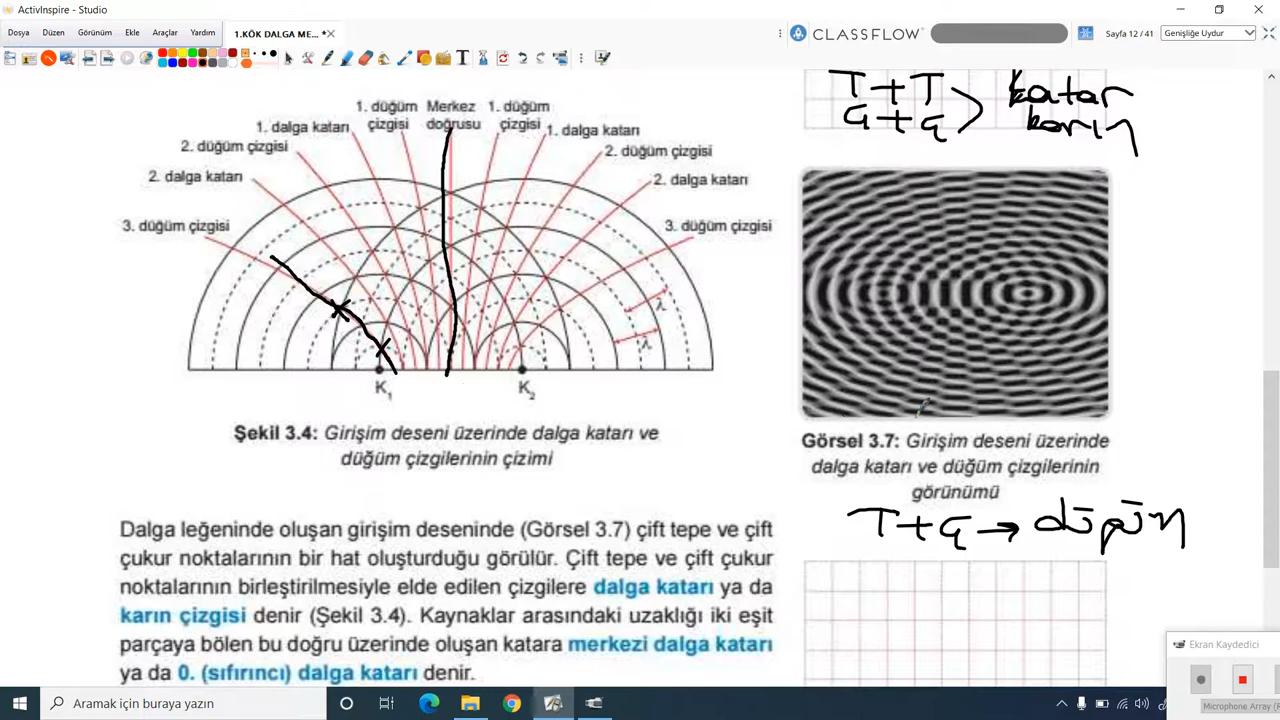 ActivInspire - Studio
Dosya Düzen Görünüm Ekle Araçlar Yardım 1.KÖK DALGA ME... * CLASSFLOW Sayfa 12 / 41 Genişliğe Uydur
T+T
Ç+Ç
katar
karın
1. düğüm çizgisi
Merkez doğrusu
1. düğüm çizgisi
1. dalga katarı
1. dalga katarı
2. düğüm çizgisi
2. düğüm çizgisi
2. dalga katarı
2. dalga katarı
3. düğüm çizgisi
3. düğüm çizgisi
λ
λ
K1
K2
Şekil 3.4: Girişim deseni üzerinde dalga katarı ve
düğüm çizgilerinin çizimi
Görsel 3.7: Girişim deseni üzerinde
dalga katarı ve düğüm çizgilerinin
görünümü
T+Ç → düğüm
Dalga leğeninde oluşan girişim deseninde (Görsel 3.7) çift tepe ve çift
çukur noktalarının bir hat oluşturduğu görülür. Çift tepe ve çift çukur
noktalarının birleştirilmesiyle elde edilen çizgilere dalga katarı ya da
karın çizgisi denir (Şekil 3.4). Kaynaklar arasındaki uzaklığı iki eşit
parçaya bölen bu doğru üzerinde oluşan katara merkezi dalga katarı
ya da 0. (sıfırıncı) dalga katarı denir.
Ekran Kaydedici
Microphone Array (R
Aramak için buraya yazın